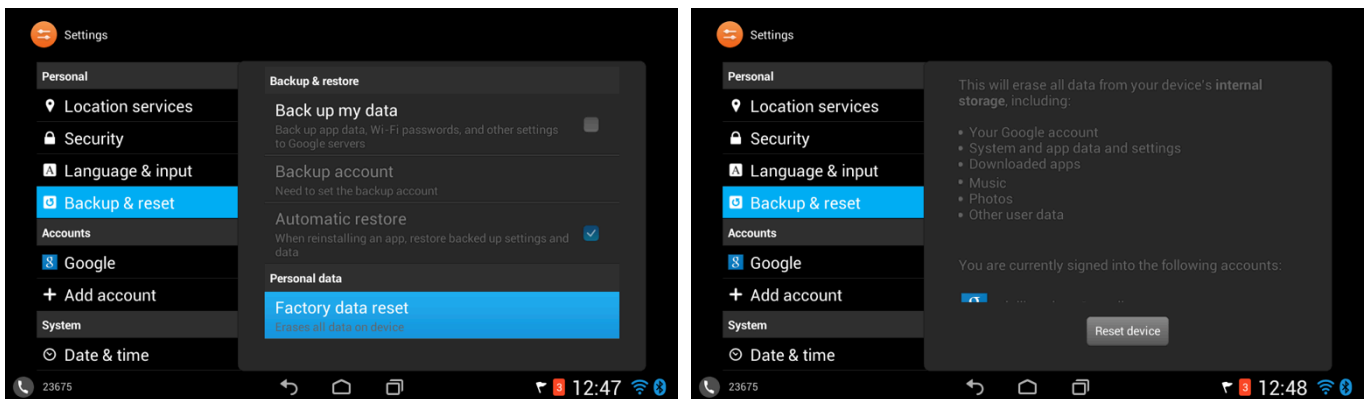 Settings
Personal
Location services
Security
Language & input
Backup & reset
Accounts
Google
Add account
System
Date & time
Backup & restore
Back up my data
Back up app data, Wi-Fi passwords, and other settings
to Google servers
Backup account
Need to set the backup account
Automatic restore
When reinstalling an app, restore backed up settings and
data
Personal data
Factory data reset
Erases all data on device
23675
3
12:47
Settings
Personal
Location services
Security
Language & input
Backup & reset
Accounts
Google
Add account
System
Date & time
This will erase all data from your device's internal
storage, including:
• Your Google account
• System and app data and settings
• Downloaded apps
• Music
• Photos
• Other user data
You are currently signed into the following accounts:
Reset device
23675
3
12:48